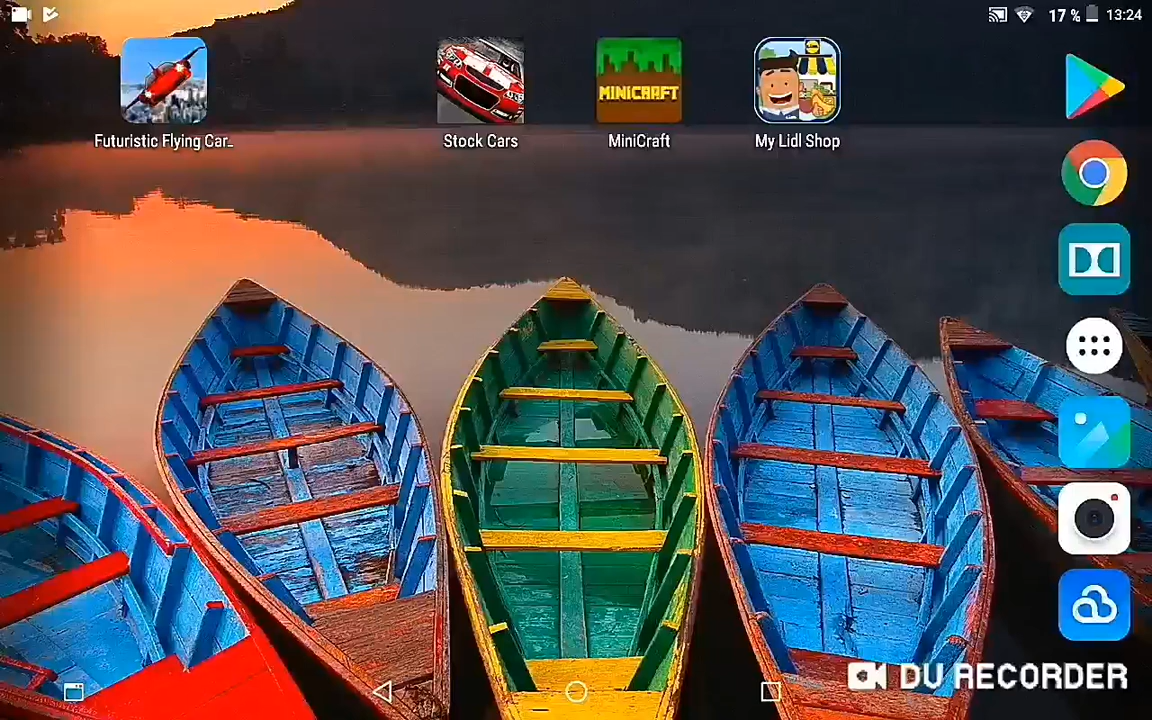 17 % 13:24
Futuristic Flying Car..
Stock Cars
MINICRAFT
MiniCraft
My Lidl Shop
DU RECORDER